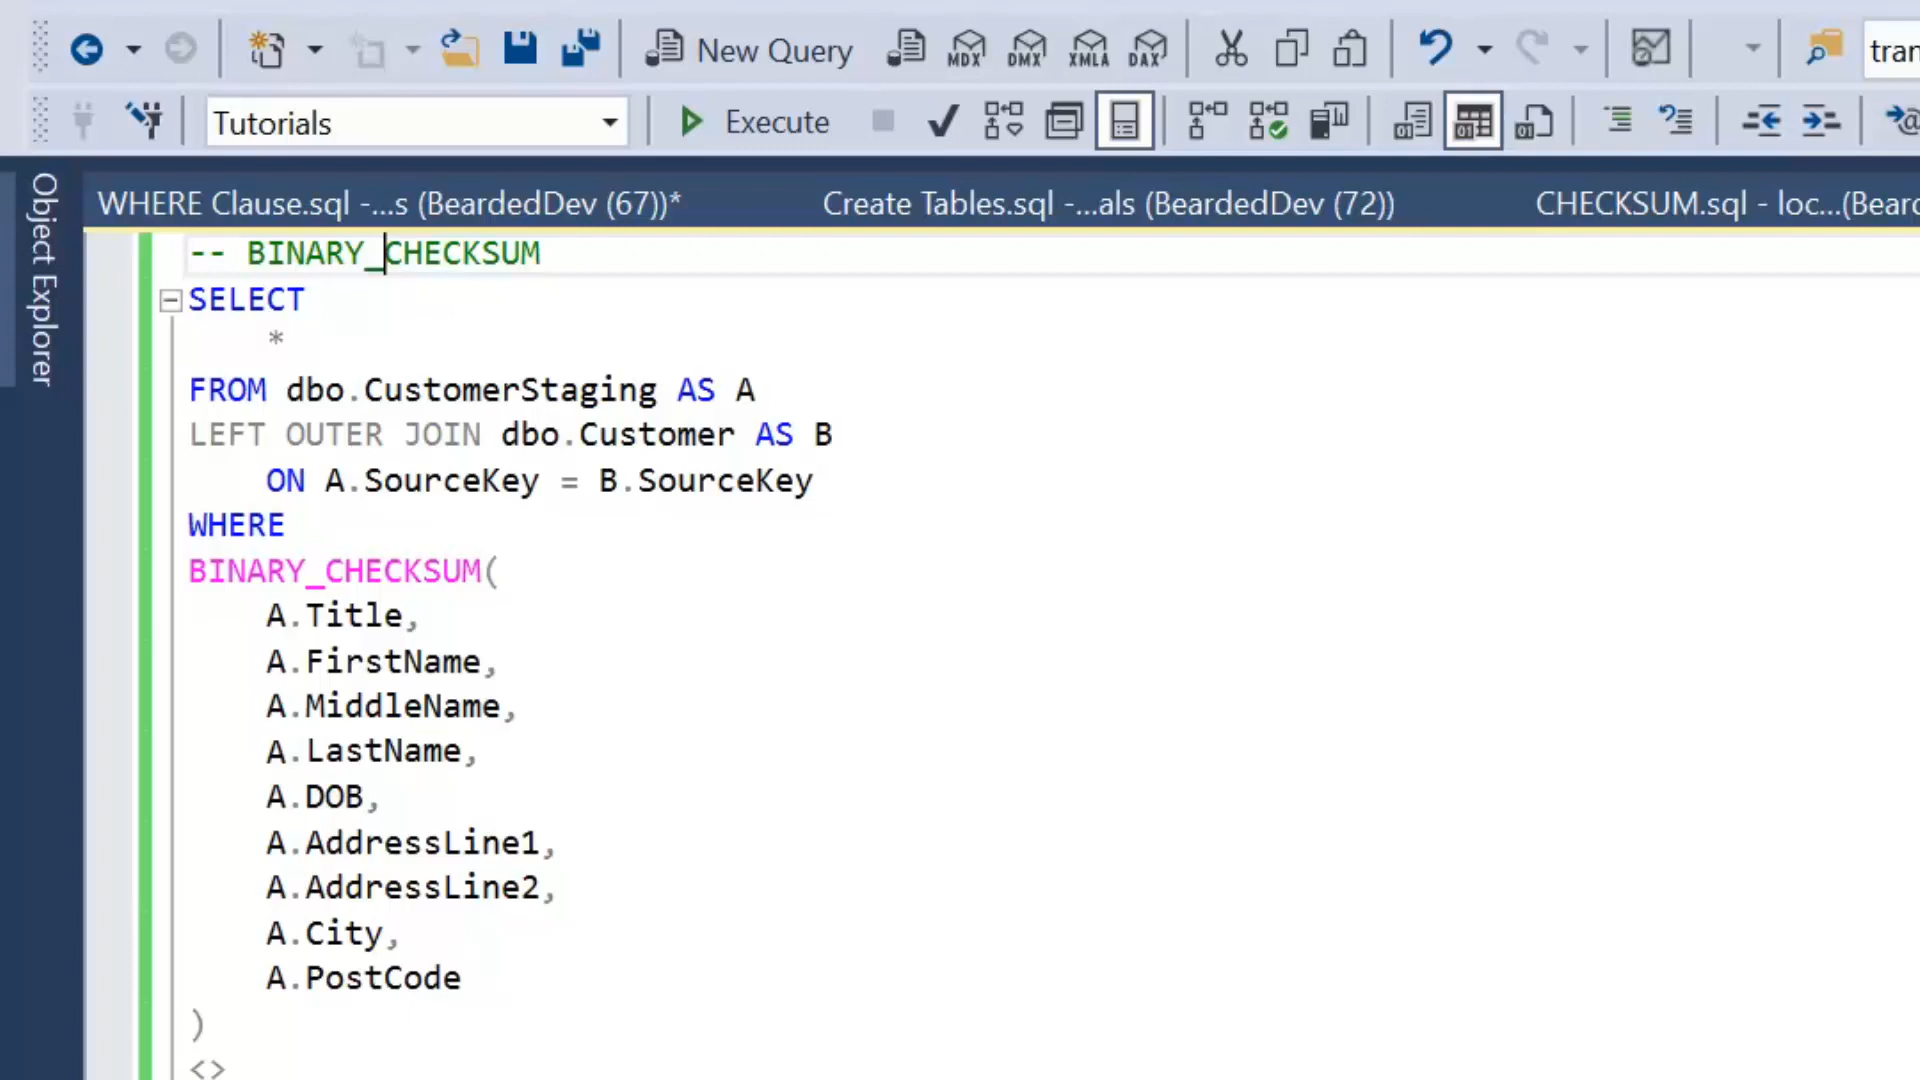 New Query
MDX
DMX
XMLA
DAX
tran
Tutorials
Execute
Object Explorer
WHERE Clause.sql -...s (BeardedDev (67))*
Create Tables.sql -...als (BeardedDev (72))
CHECKSUM.sql - loc...(Beard
-- BINARY_CHECKSUM
SELECT
*
FROM dbo.CustomerStaging AS A
LEFT OUTER JOIN dbo.Customer AS B
ON A.SourceKey = B.SourceKey
WHERE
BINARY_CHECKSUM(
A.Title,
A.FirstName,
A.MiddleName,
A.LastName,
A.DOB,
A.AddressLine1,
A.AddressLine2,
A.City,
A.PostCode
)
<>